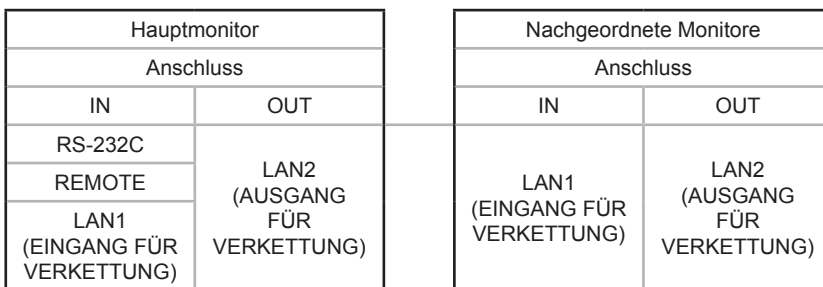 Hauptmonitor
Anschluss
IN
OUT
RS-232C
REMOTE
LAN1
(EINGANG FÜR
VERKETTUNG)
LAN2
(AUSGANG
FÜR
VERKETTUNG)
Nachgeordnete Monitore
Anschluss
IN
OUT
LAN1
(EINGANG FÜR
VERKETTUNG)
LAN2
(AUSGANG
FÜR
VERKETTUNG)